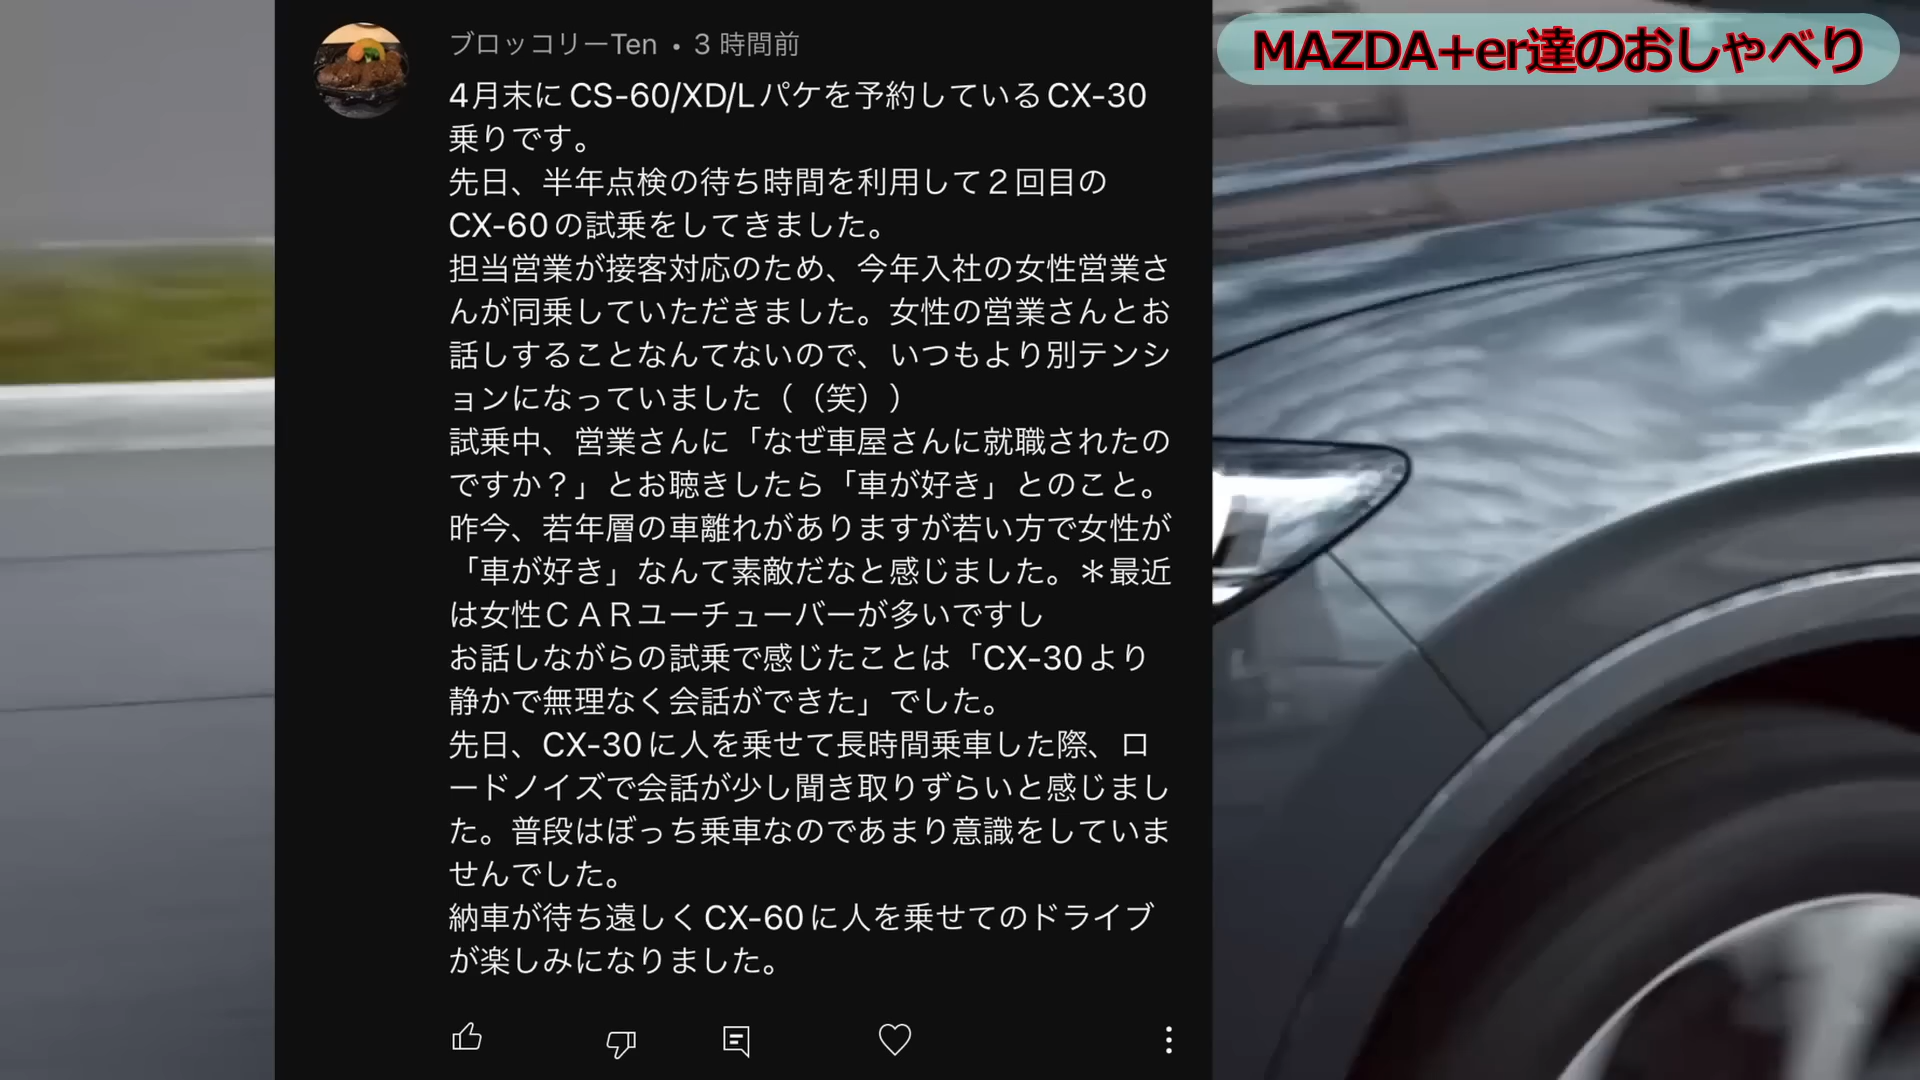 MAZDA+er達のおしゃべり
ブロッコリーTen • 3 時間前
4月末にCS-60/XD/Lパケを予約しているCX-30
乗りです。
先日、半年点検の待ち時間を利用して２回目の
CX-60の試乗をしてきました。
担当営業が接客対応のため、今年入社の女性営業さ
んが同乗していただきました。女性の営業さんとお
話しすることなんてないので、いつもより別テンシ
ョンになっていました（（笑））
試乗中、営業さんに「なぜ車屋さんに就職されたの
ですか？」とお聴きしたら「車が好き」とのこと。
昨今、若年層の車離れがありますが若い方で女性が
「車が好き」なんて素敵だなと感じました。＊最近
は女性ＣＡＲユーチューバーが多いですし
お話しながらの試乗で感じたことは「CX-30より
静かで無理なく会話ができた」でした。
先日、CX-30に人を乗せて長時間乗車した際、ロ
ードノイズで会話が少し聞き取りずらいと感じまし
た。普段はぼっち乗車なのであまり意識をしていま
せんでした。
納車が待ち遠しくCX-60に人を乗せてのドライブ
が楽しみになりました。